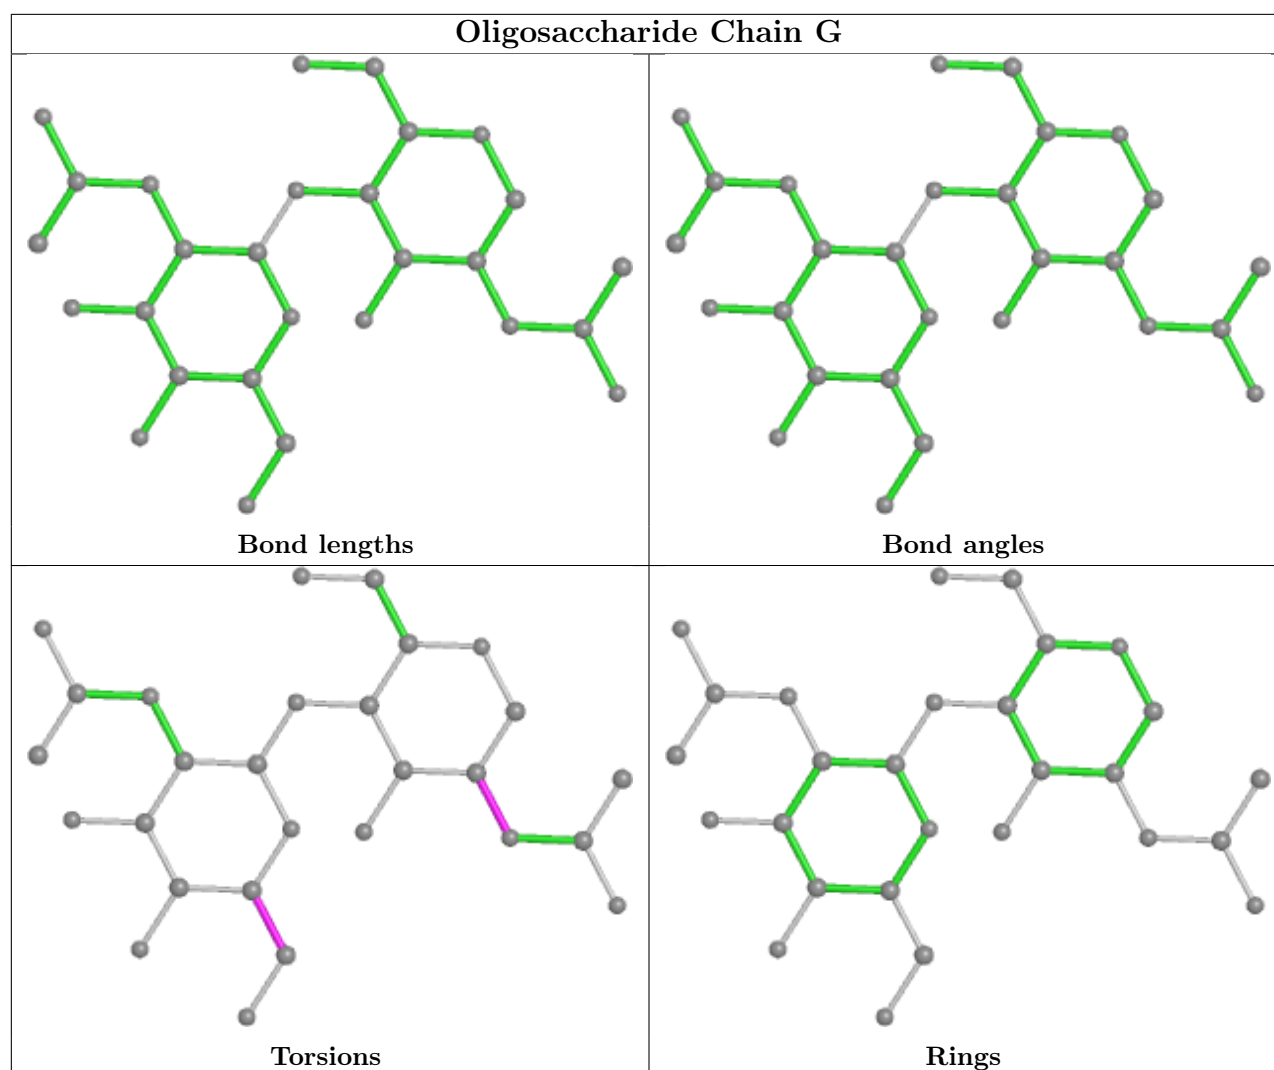 Oligosaccharide Chain G
Bond lengths
Bond angles
Torsions
Rings